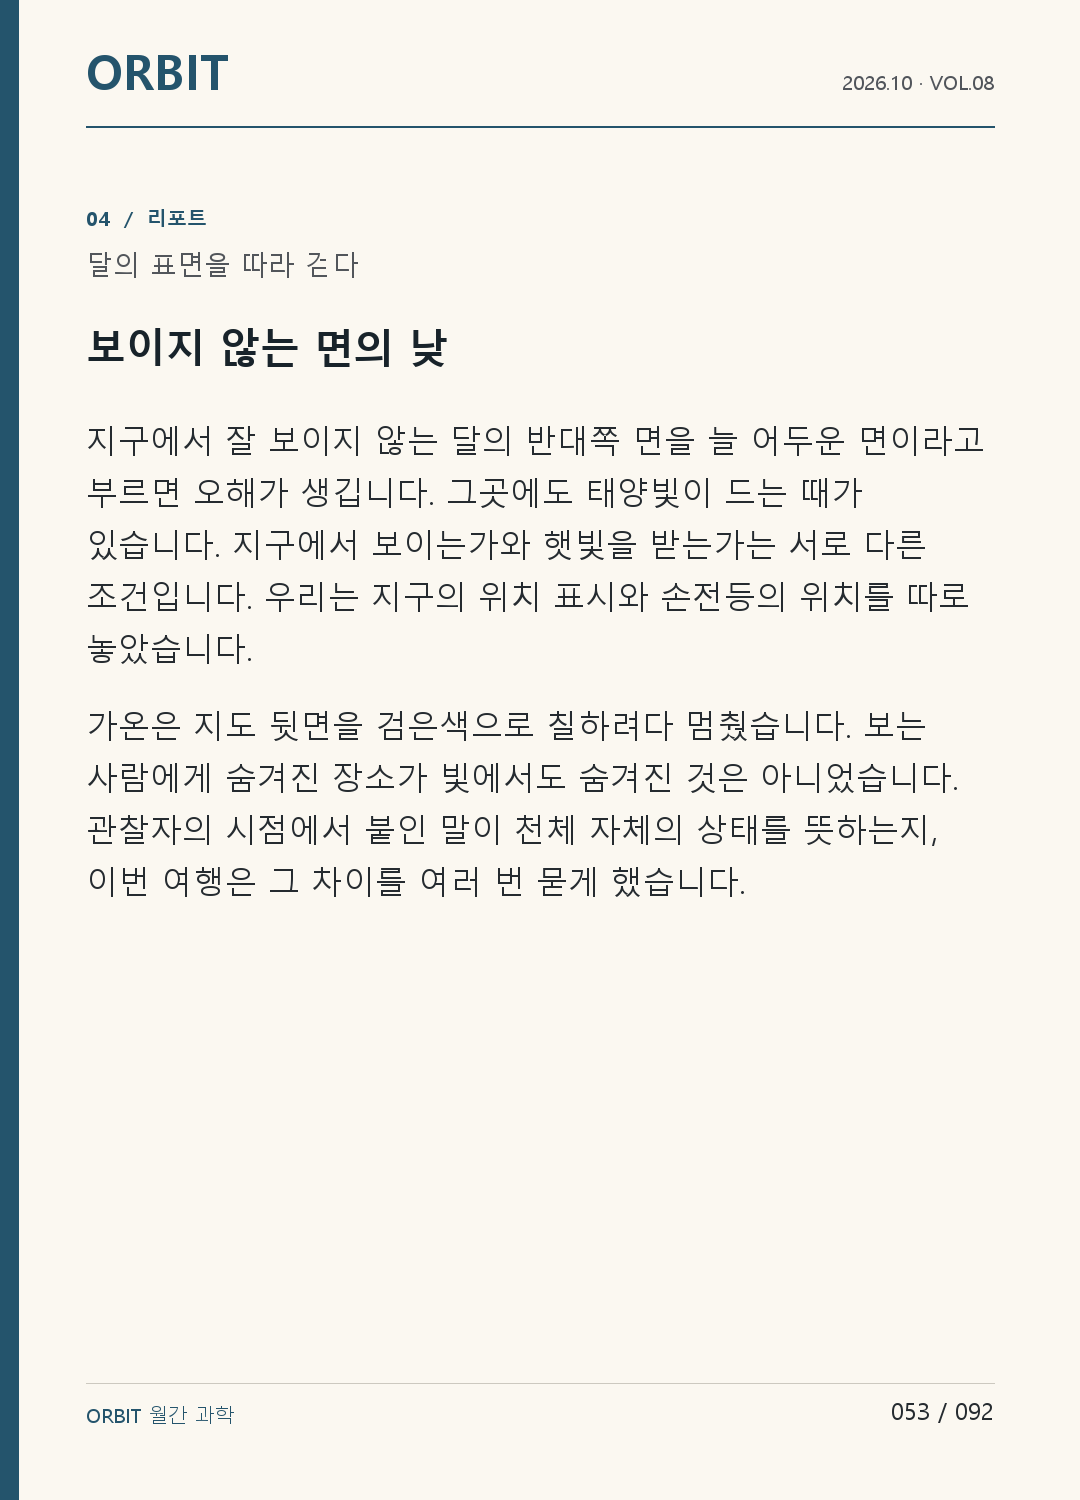 ORBIT
2026.10 · VOL.08
04 / 리포트
달의 표면을 따라 걷다
보이지 않는 면의 낮
지구에서 잘 보이지 않는 달의 반대쪽 면을 늘 어두운 면이라고
부르면 오해가 생깁니다. 그곳에도 태양빛이 드는 때가
있습니다. 지구에서 보이는가와 햇빛을 받는가는 서로 다른
조건입니다. 우리는 지구의 위치 표시와 손전등의 위치를 따로
놓았습니다.
가온은 지도 뒷면을 검은색으로 칠하려다 멈췄습니다. 보는
사람에게 숨겨진 장소가 빛에서도 숨겨진 것은 아니었습니다.
관찰자의 시점에서 붙인 말이 천체 자체의 상태를 뜻하는지,
이번 여행은 그 차이를 여러 번 묻게 했습니다.
ORBIT 월간 과학
053 / 092